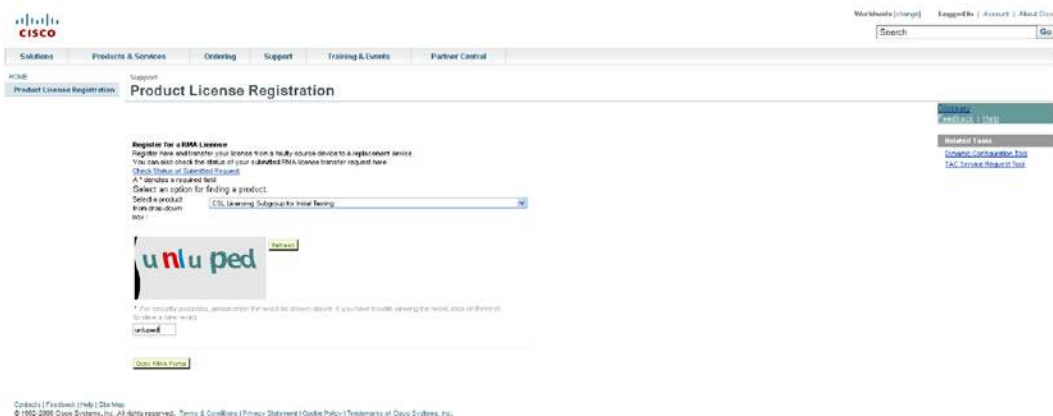 Worldwide [change] Logged In | Account | About Cisco
CISCO
Search Go
Solutions Products & Services Ordering Support Training & Events Partner Central
HOME
Product License Registration
Support
Product License Registration
Glossary
Feedback | Help
Related Tools
Dynamic Configuration Tool
TAC Service Request Tool
Register for a RMA License
Register here and transfer your license from a faulty source device to a replacement device.
You can also check the status of your submitted RMA license transfer request here
Check Status of Submitted Request
A * denotes a required field
Select an option for finding a product.
Select a product
from drop-down
box :
CSL Licensing Subgroup for Initial Testing
unluped
Refresh
* For security purposes, please enter the word as shown above. If you have trouble viewing the word, click on Refresh
to view a new word.
unluped
Goto RMA Portal
Contacts | Feedback | Help | Site Map
© 1992-2008 Cisco Systems, Inc. All rights reserved. Terms & Conditions | Privacy Statement | Cookie Policy | Trademarks of Cisco Systems, Inc.